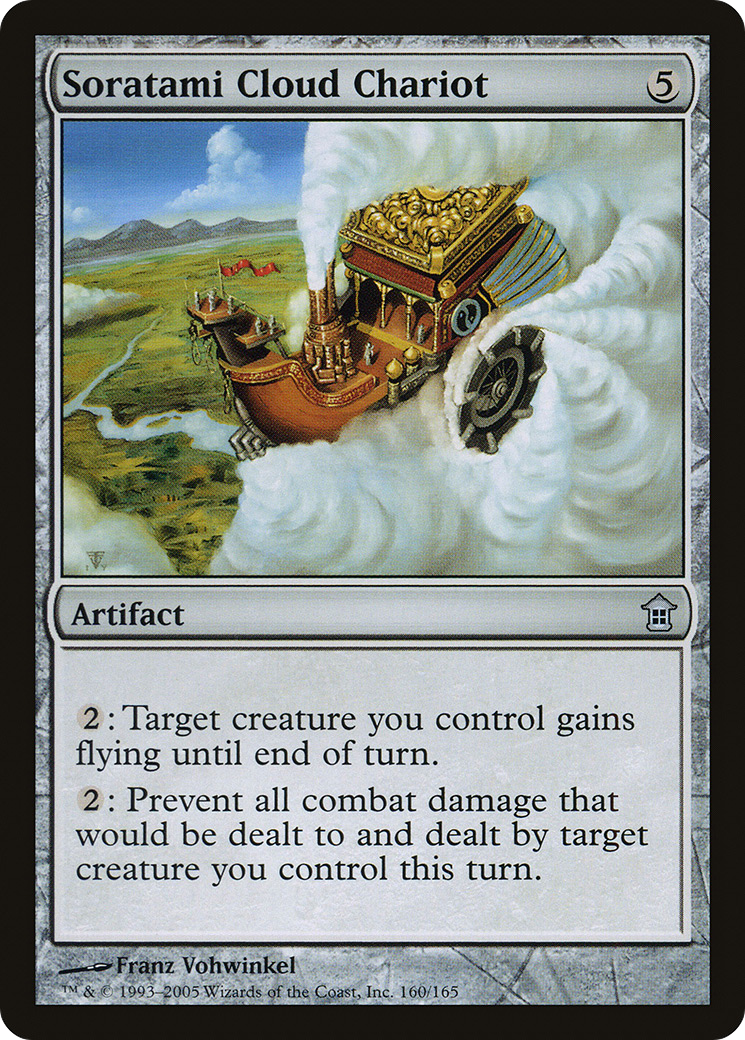 Soratami Cloud Chariot 5
Artifact
2: Target creature you control gains
flying until end of turn.
2: Prevent all combat damage that
would be dealt to and dealt by target
creature you control this turn.
Franz Vohwinkel
™ & © 1993–2005 Wizards of the Coast, Inc. 160/165